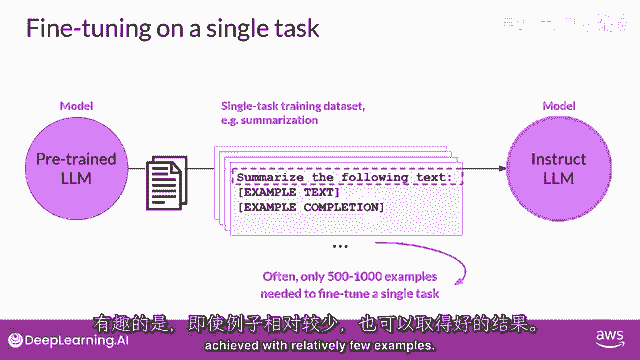 Fine-tuning on a single task
Model
Single-task training dataset,
e.g. summarization
Model
Pre-trained
LLM
Summarize the following text:
[EXAMPLE TEXT]
[EXAMPLE COMPLETION]
Instruct
LLM
...
Often, only 500-1000 examples
needed to fine-tune a single task
有趣的是，即使例子相对较少，也可以取得好的结果。
achieved with relatively few examples.
DeepLearning.AI
aws